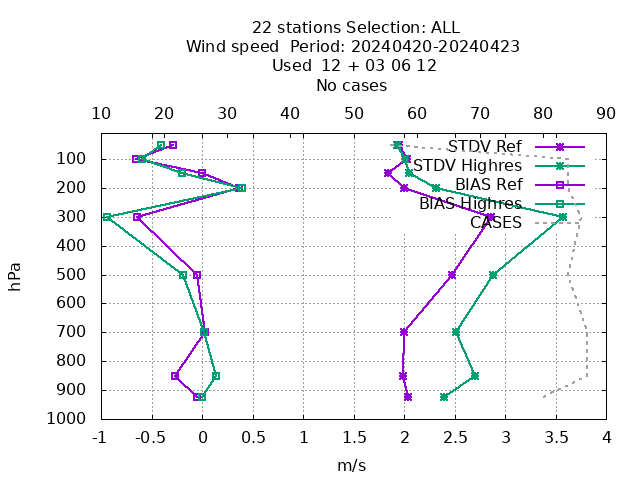 22 stations Selection: ALL
Wind speed  Period: 20240420-20240423
Used  12 + 03 06 12
No cases
10 20 30 40 50 60 70 80 90
STDV Ref
STDV Highres
BIAS Ref
BIAS Highres
CASES
100
200
300
400
500
600
700
800
900
1000
hPa
-1 -0.5 0 0.5 1 1.5 2 2.5 3 3.5 4
m/s